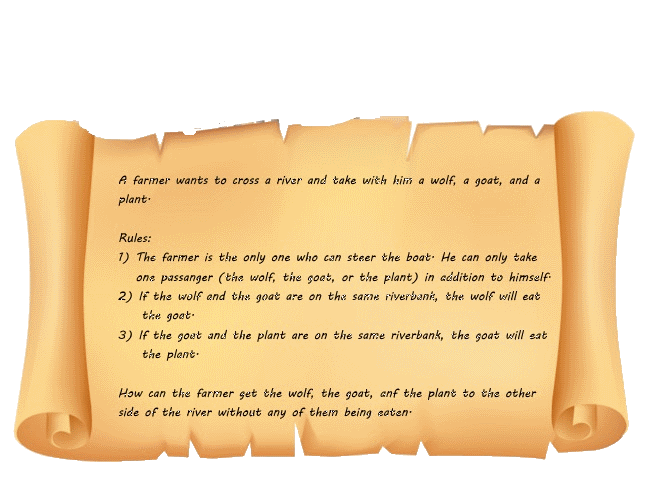 A farmer wants to cross a river and take with him a wolf, a goat, and a
plant.
Rules:
1) The farmer is the only one who can steer the boat. He can only take
one passanger (the wolf, the goat, or the plant) in addition to himself.
2) If the wolf and the goat are on the same riverbank, the wolf will eat
the goat.
3) If the goat and the plant are on the same riverbank, the goat will eat
the plant.
How can the farmer get the wolf, the goat, anf the plant to the other
side of the river without any of them being eaten.